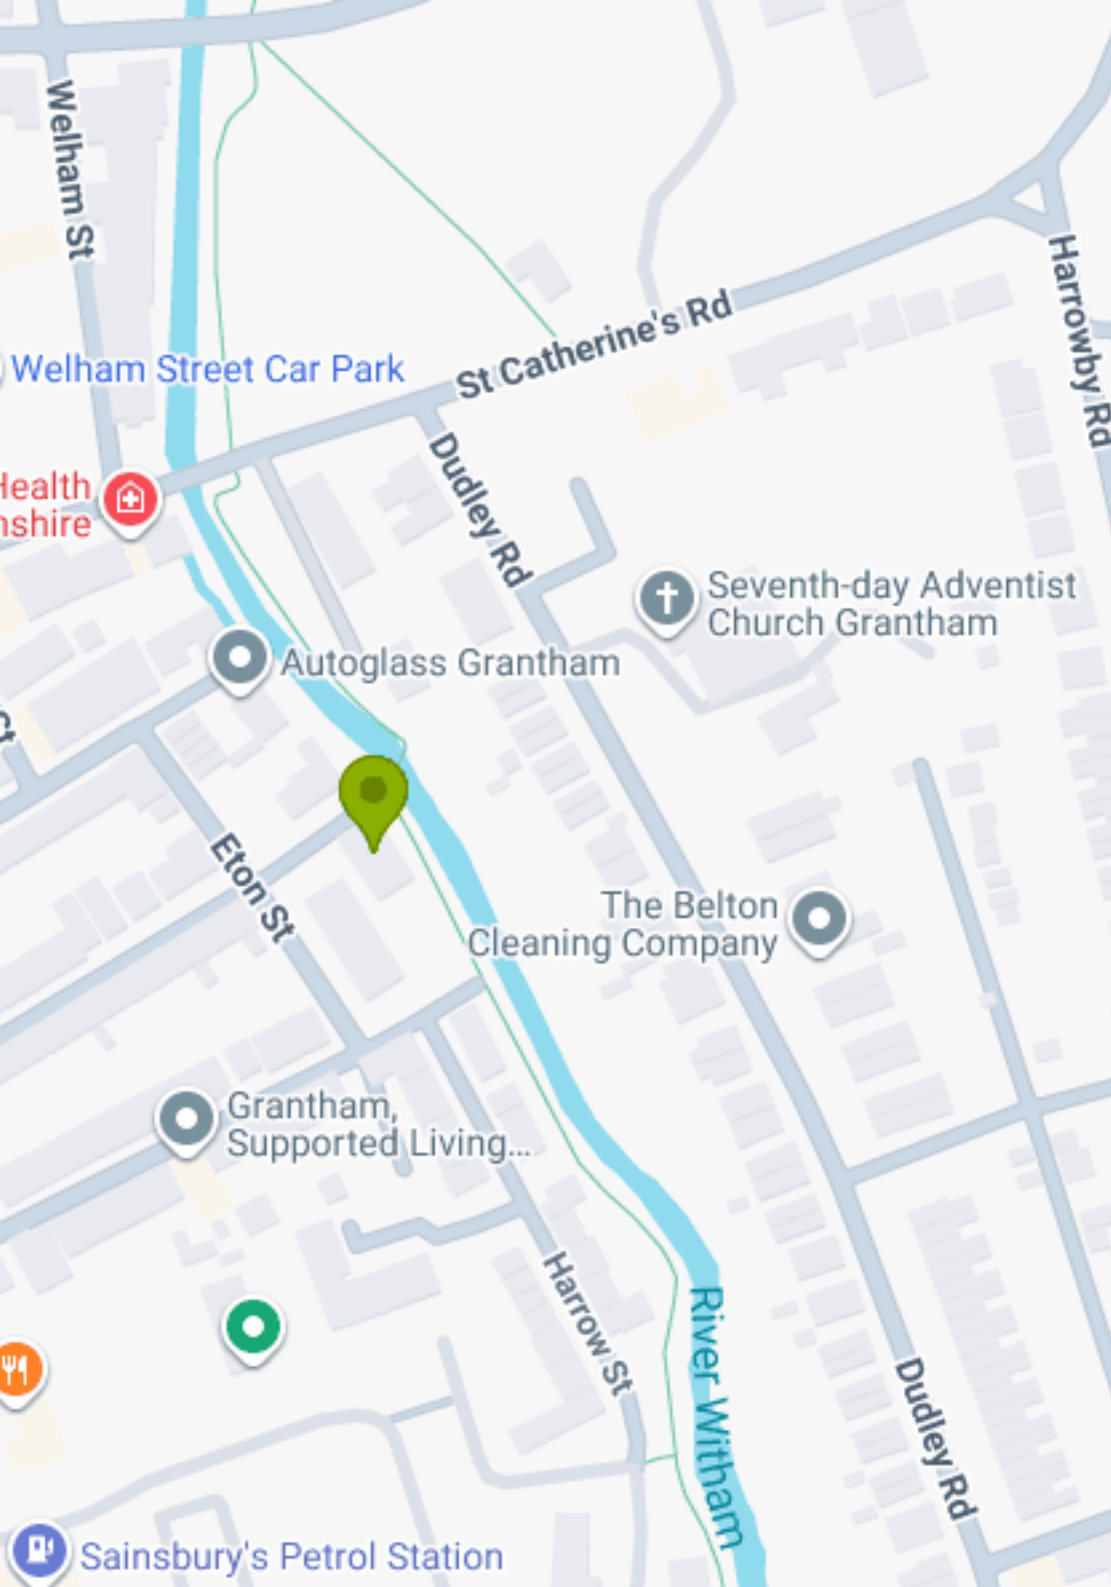 Welham St
Welham Street Car Park
St Catherine's Rd
Harrowby Rd
Health
nshire
Dudley Rd
Seventh-day Adventist
Church Grantham
Autoglass Grantham
Ct
Eton St
The Belton
Cleaning Company
Grantham,
Supported Living...
Harrow St
River Witham
Dudley Rd
Sainsbury's Petrol Station